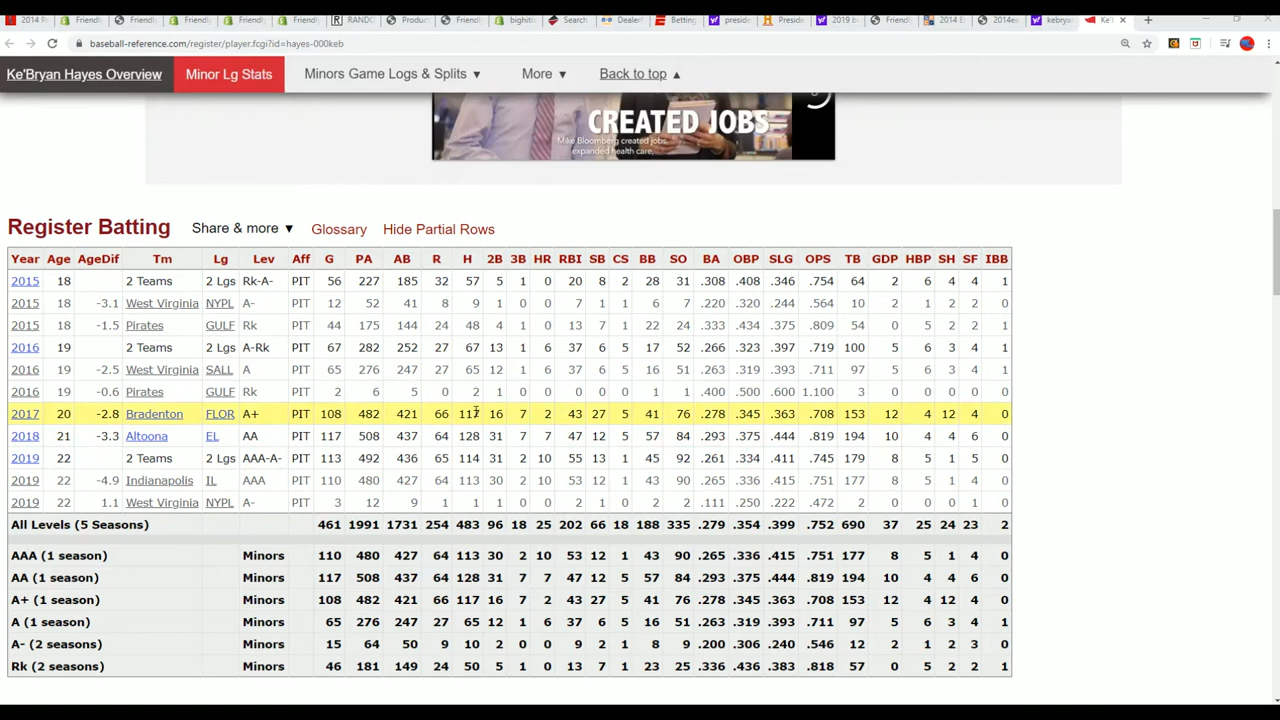 2014 P
Friendl
Friendl
Friendl
Friendl
R RAND
Produc
Friendl
bighiti
Search
Dealer
Betting
preside
Preside
2019 b
Friendl
2014 E
2014ee
kebrya
Ke'E
baseball-reference.com/register/player.fcgi?id=hayes-000keb
Ke'Bryan Hayes Overview Minor Lg Stats Minors Game Logs & Splits ▼ More ▼ Back to top ▲
CREATED JOBS
Mike Bloomberg created jobs,
expanded health care,
Register Batting Share & more ▼ Glossary Hide Partial Rows
Year Age AgeDif Tm Lg Lev Aff G PA AB R H 2B 3B HR RBI SB CS BB SO BA OBP SLG OPS TB GDP HBP SH SF IBB
2015 18 2 Teams 2 Lgs Rk-A- PIT 56 227 185 32 57 5 1 0 20 8 2 28 31 .308 .408 .346 .754 64 2 6 4 4 1
2015 18 -3.1 West Virginia NYPL A- PIT 12 52 41 8 9 1 0 0 7 1 1 6 7 .220 .320 .244 .564 10 2 1 2 2 0
2015 18 -1.5 Pirates GULF Rk PIT 44 175 144 24 48 4 1 0 13 7 1 22 24 .333 .434 .375 .809 54 0 5 2 2 1
2016 19 2 Teams 2 Lgs A-Rk PIT 67 282 252 27 67 13 1 6 37 6 5 17 52 .266 .323 .397 .719 100 5 6 3 4 1
2016 19 -2.5 West Virginia SALL A PIT 65 276 247 27 65 12 1 6 37 6 5 16 51 .263 .319 .393 .711 97 5 6 3 4 1
2016 19 -0.6 Pirates GULF Rk PIT 2 6 5 0 2 1 0 0 0 0 0 1 1 .400 .500 .600 1.100 3 0 0 0 0 0
2017 20 -2.8 Bradenton FLOR A+ PIT 108 482 421 66 117 16 7 2 43 27 5 41 76 .278 .345 .363 .708 153 12 4 12 4 0
2018 21 -3.3 Altoona EL AA PIT 117 508 437 64 128 31 7 7 47 12 5 57 84 .293 .375 .444 .819 194 10 4 4 6 0
2019 22 2 Teams 2 Lgs AAA-A- PIT 113 492 436 65 114 31 2 10 55 13 1 45 92 .261 .334 .411 .745 179 8 5 1 5 0
2019 22 -4.9 Indianapolis IL AAA PIT 110 480 427 64 113 30 2 10 53 12 1 43 90 .265 .336 .415 .751 177 8 5 1 4 0
2019 22 1.1 West Virginia NYPL A- PIT 3 12 9 1 1 1 0 0 2 1 0 2 2 .111 .250 .222 .472 2 0 0 0 1 0
All Levels (5 Seasons) 461 1991 1731 254 483 96 18 25 202 66 18 188 335 .279 .354 .399 .752 690 37 25 24 23 2
AAA (1 season) Minors 110 480 427 64 113 30 2 10 53 12 1 43 90 .265 .336 .415 .751 177 8 5 1 4 0
AA (1 season) Minors 117 508 437 64 128 31 7 7 47 12 5 57 84 .293 .375 .444 .819 194 10 4 4 6 0
A+ (1 season) Minors 108 482 421 66 117 16 7 2 43 27 5 41 76 .278 .345 .363 .708 153 12 4 12 4 0
A (1 season) Minors 65 276 247 27 65 12 1 6 37 6 5 16 51 .263 .319 .393 .711 97 5 6 3 4 1
A- (2 seasons) Minors 15 64 50 9 10 2 0 0 9 2 1 8 9 .200 .306 .240 .546 12 2 1 2 3 0
Rk (2 seasons) Minors 46 181 149 24 50 5 1 0 13 7 1 23 25 .336 .436 .383 .818 57 0 5 2 2 1